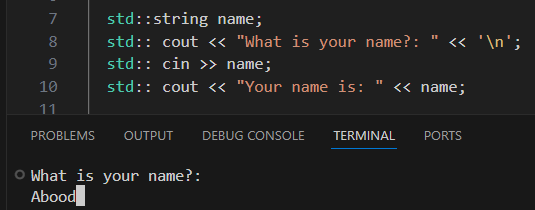 7 std::string name;
8 std:: cout << "What is your name?: " << '\n';
9 std:: cin >> name;
10 std:: cout << "Your name is: " << name;
11
PROBLEMS OUTPUT DEBUG CONSOLE TERMINAL PORTS
What is your name?:
Abood